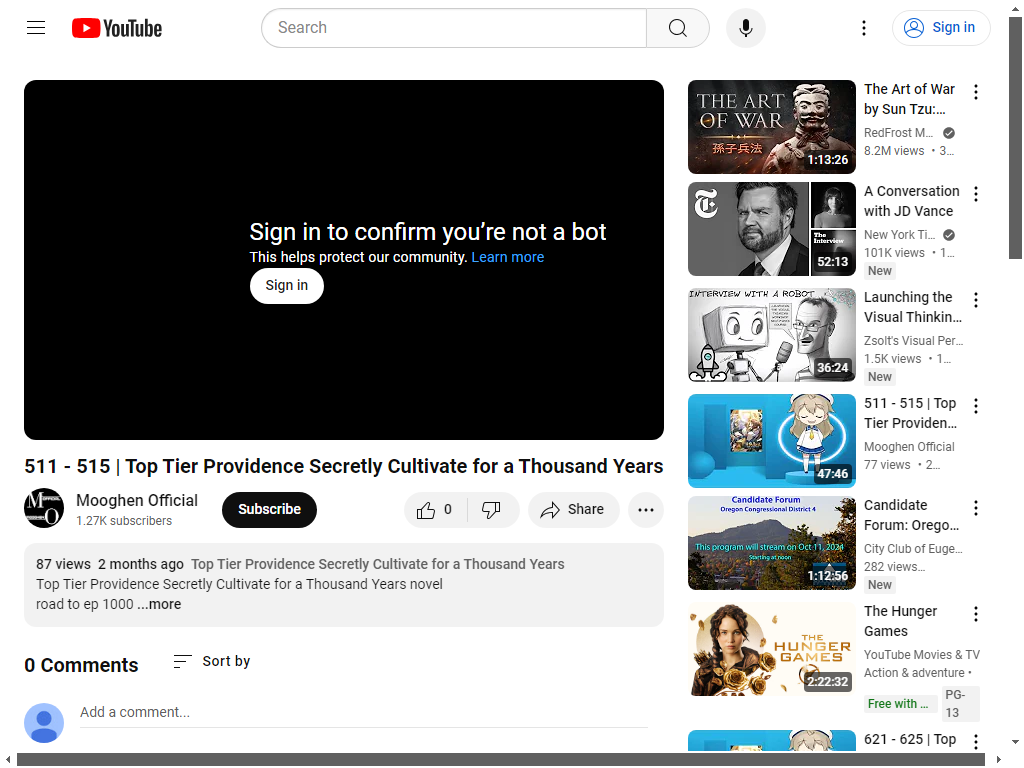 YouTube
Search
Sign in
Sign in to confirm you’re not a bot
This helps protect our community. Learn more
Sign in
511 - 515 | Top Tier Providence Secretly Cultivate for a Thousand Years
Mooghen Official
1.27K subscribers
Subscribe
0
Share
87 views 2 months ago Top Tier Providence Secretly Cultivate for a Thousand Years
Top Tier Providence Secretly Cultivate for a Thousand Years novel
road to ep 1000 ...more
0 Comments
Sort by
Add a comment...
THE ART
OF WAR
孫子兵法
1:13:26
The Art of War
by Sun Tzu:...
RedFrost M...
8.2M views • 3...
The
Interview
52:13
A Conversation
with JD Vance
New York Ti...
101K views • 1...
New
INTERVIEW WITH A ROBOT
36:24
Launching the
Visual Thinkin...
Zsolt's Visual Per...
1.5K views • 1...
New
47:46
511 - 515 | Top
Tier Providen...
Mooghen Official
77 views • 2...
Candidate Forum
Oregon Congressional District 4
This program will stream on Oct 11, 2024
Starting at noon
1:12:56
Candidate
Forum: Orego...
City Club of Euge...
282 views...
New
THE
HUNGER
GAMES
2:22:32
The Hunger
Games
YouTube Movies & TV
Action & adventure •
Free with ...
PG-
13
621 - 625 | Top